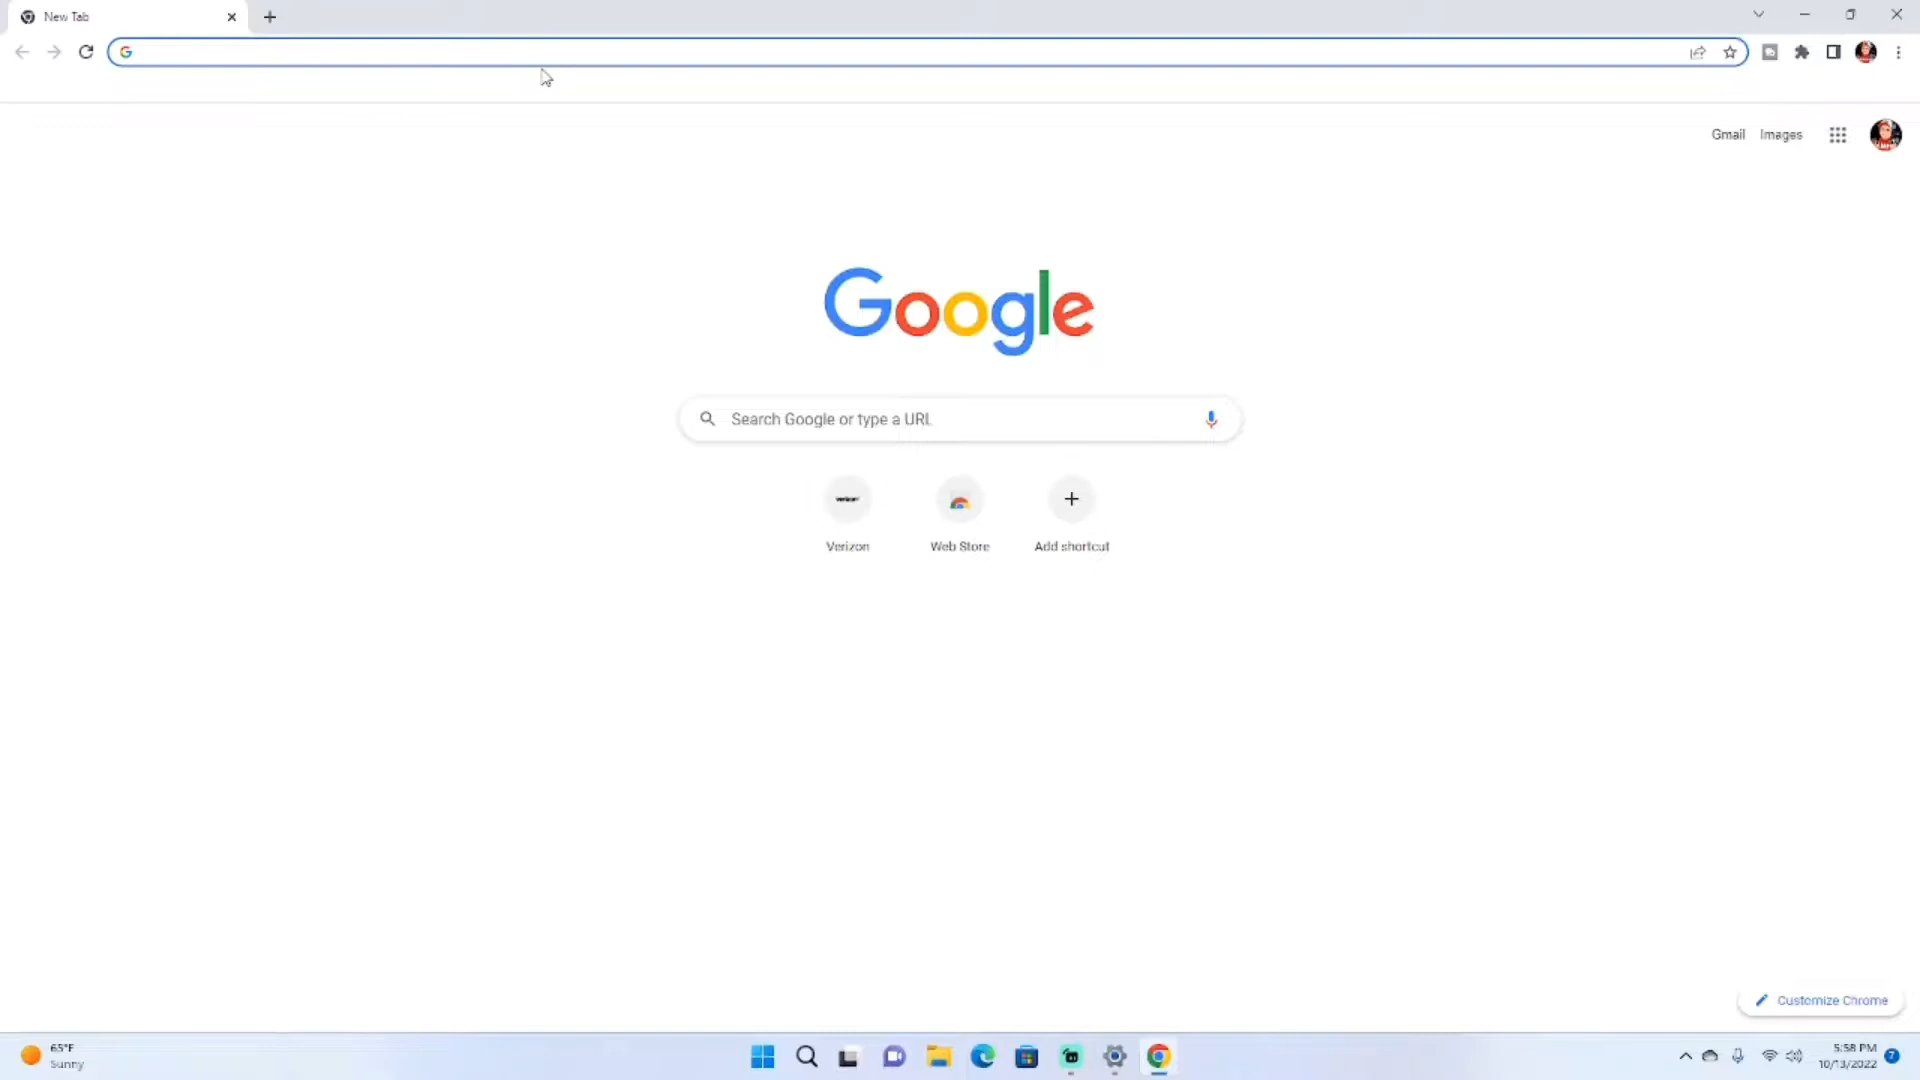 New Tab
Gmail Images
Google
Search Google or type a URL
verizon
Verizon Web Store Add shortcut
Customize Chrome
65°F
Sunny
5:58 PM
10/13/2022
7